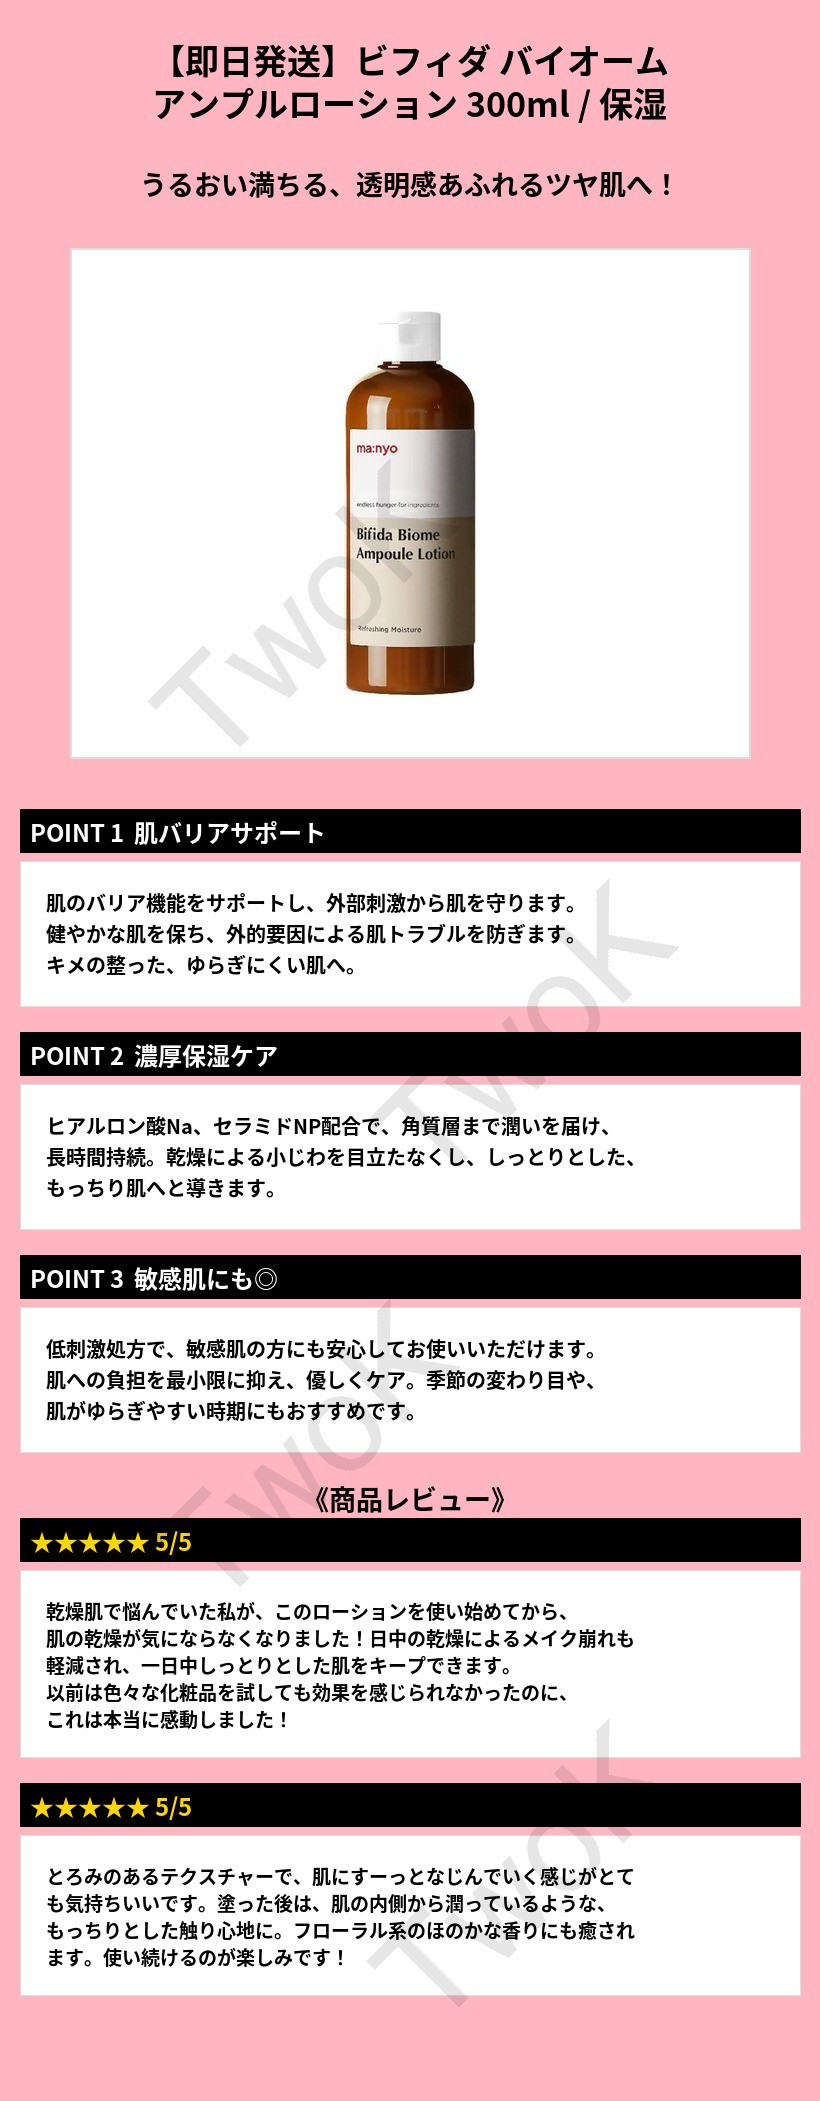 【即日発送】ビフィダ バイオーム
アンプルローション 300ml / 保湿
うるおい満ちる、透明感あふれるツヤ肌へ！
ma:nyo
endless hunger for ingredients
Bifida Biome
Ampoule Lotion
Refreshing Moisture
TwoK
POINT 1 肌バリアサポート
肌のバリア機能をサポートし、外部刺激から肌を守ります。
健やかな肌を保ち、外的要因による肌トラブルを防ぎます。
キメの整った、ゆらぎにくい肌へ。
TwoK
POINT 2 濃厚保湿ケア
ヒアルロン酸Na、セラミドNP配合で、角質層まで潤いを届け、
長時間持続。乾燥による小じわを目立たなくし、しっとりとした、
もっちり肌へと導きます。
POINT 3 敏感肌にも◎
低刺激処方で、敏感肌の方にも安心してお使いいただけます。
肌への負担を最小限に抑え、優しくケア。季節の変わり目や、
肌がゆらぎやすい時期にもおすすめです。
TwoK
《商品レビュー》
★★★★★ 5/5
乾燥肌で悩んでいた私が、このローションを使い始めてから、
肌の乾燥が気にならなくなりました！日中の乾燥によるメイク崩れも
軽減され、一日中しっとりとした肌をキープできます。
以前は色々な化粧品を試しても効果を感じられなかったのに、
これは本当に感動しました！
★★★★★ 5/5
とろみのあるテクスチャーで、肌にすーっとなじんでいく感じがとて
も気持ちいいです。塗った後は、肌の内側から潤っているような、
もっちりとした触り心地に。フローラル系のほのかな香りにも癒され
ます。使い続けるのが楽しみです！
TwoK